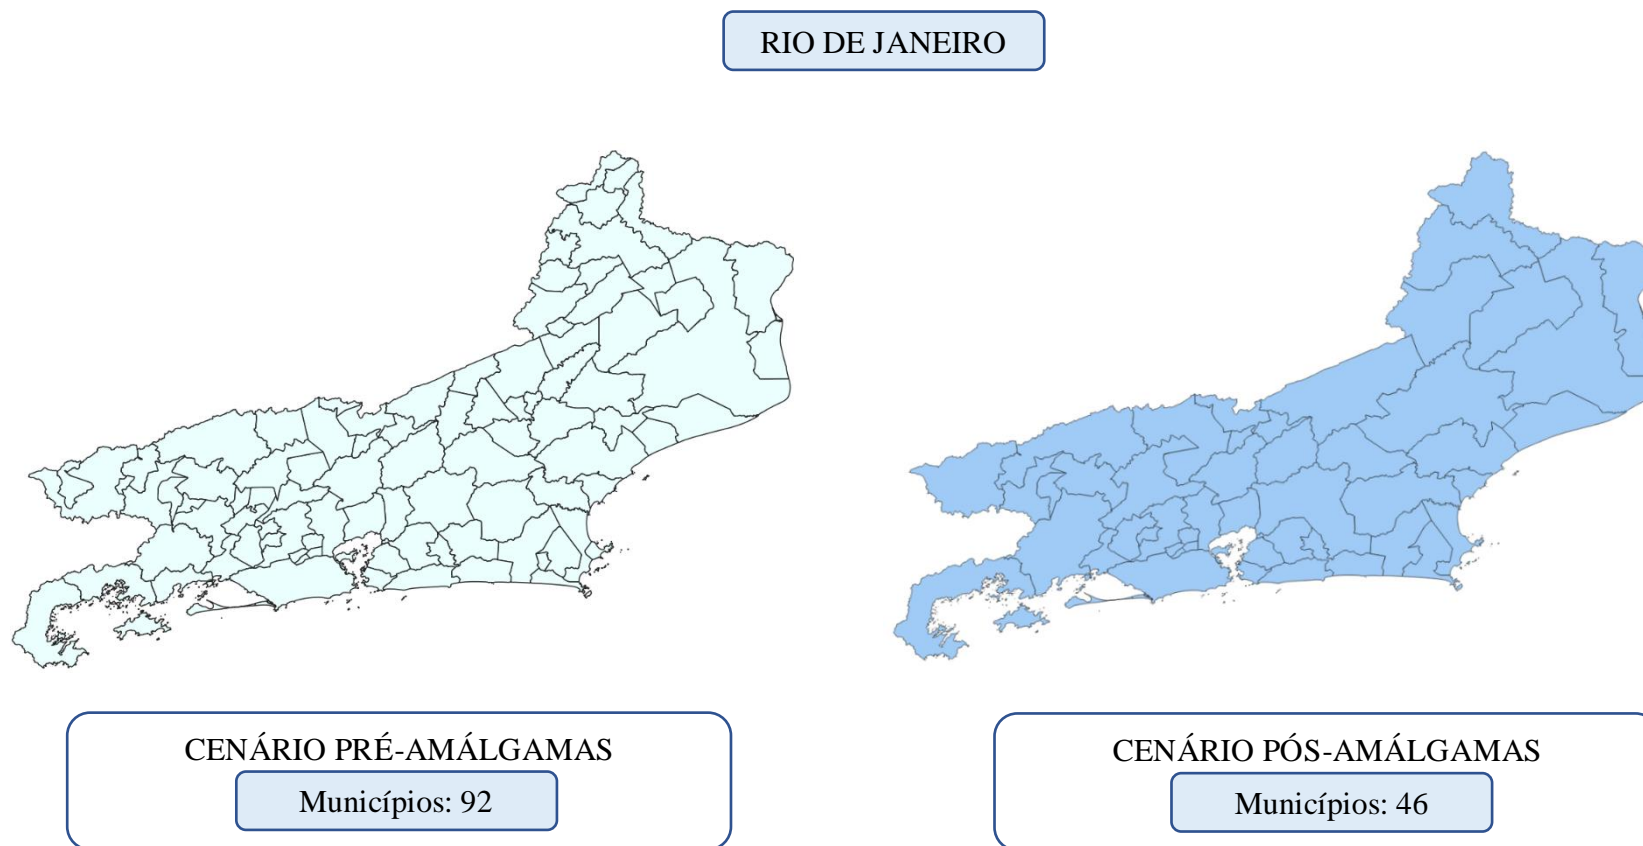 RIO DE JANEIRO
CENÁRIO PRÉ-AMÁLGAMAS
Municípios: 92
CENÁRIO PÓS-AMÁLGAMAS
Municípios: 46